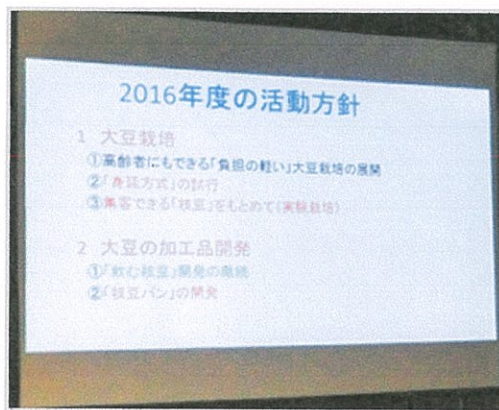 2016年度の活動方針
1 大豆栽培
①高齢者にもできる「負担の軽い」大豆栽培の展開
②「身延方式」の試行
③集客できる「枝豆」をもとめて(実験栽培)
2 大豆の加工品開発
①「飲む枝豆」開発の継続
②「枝豆パン」の開発